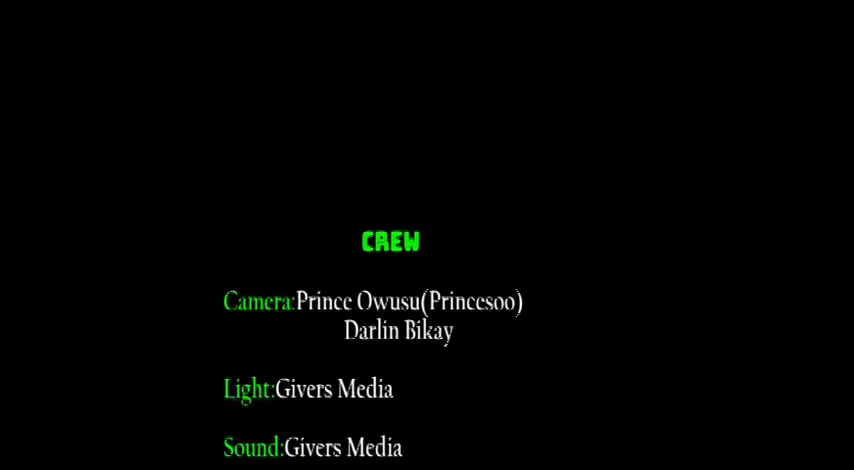 CREW
Camera:Prince Owusu(Princesoo)
Darlin Bikay
Light:Givers Media
Sound:Givers Media